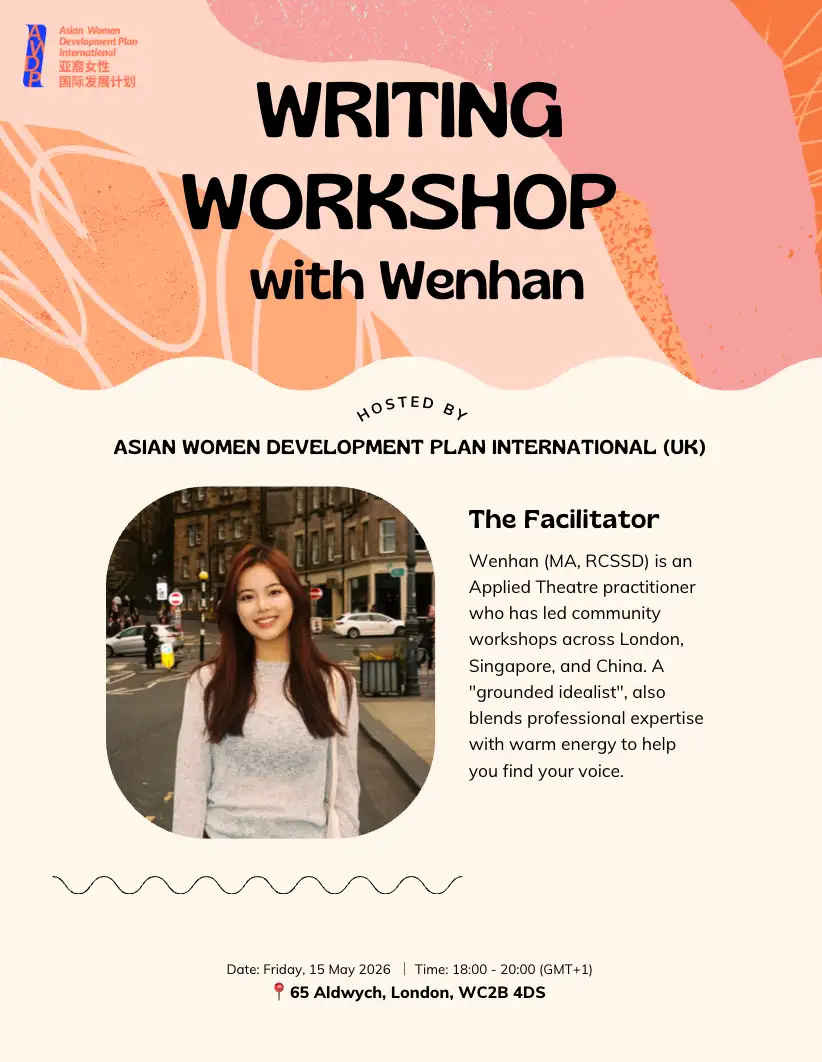 AWDP
Asian Women
Development Plan
International
亚裔女性
国际发展计划
WRITING
WORKSHOP
with Wenhan
HOSTED BY
ASIAN WOMEN DEVELOPMENT PLAN INTERNATIONAL (UK)
The Facilitator
Wenhan (MA, RCSSD) is an
Applied Theatre practitioner
who has led community
workshops across London,
Singapore, and China. A
"grounded idealist", also
blends professional expertise
with warm energy to help
you find your voice.
Date: Friday, 15 May 2026 | Time: 18:00 - 20:00 (GMT+1)
📍65 Aldwych, London, WC2B 4DS